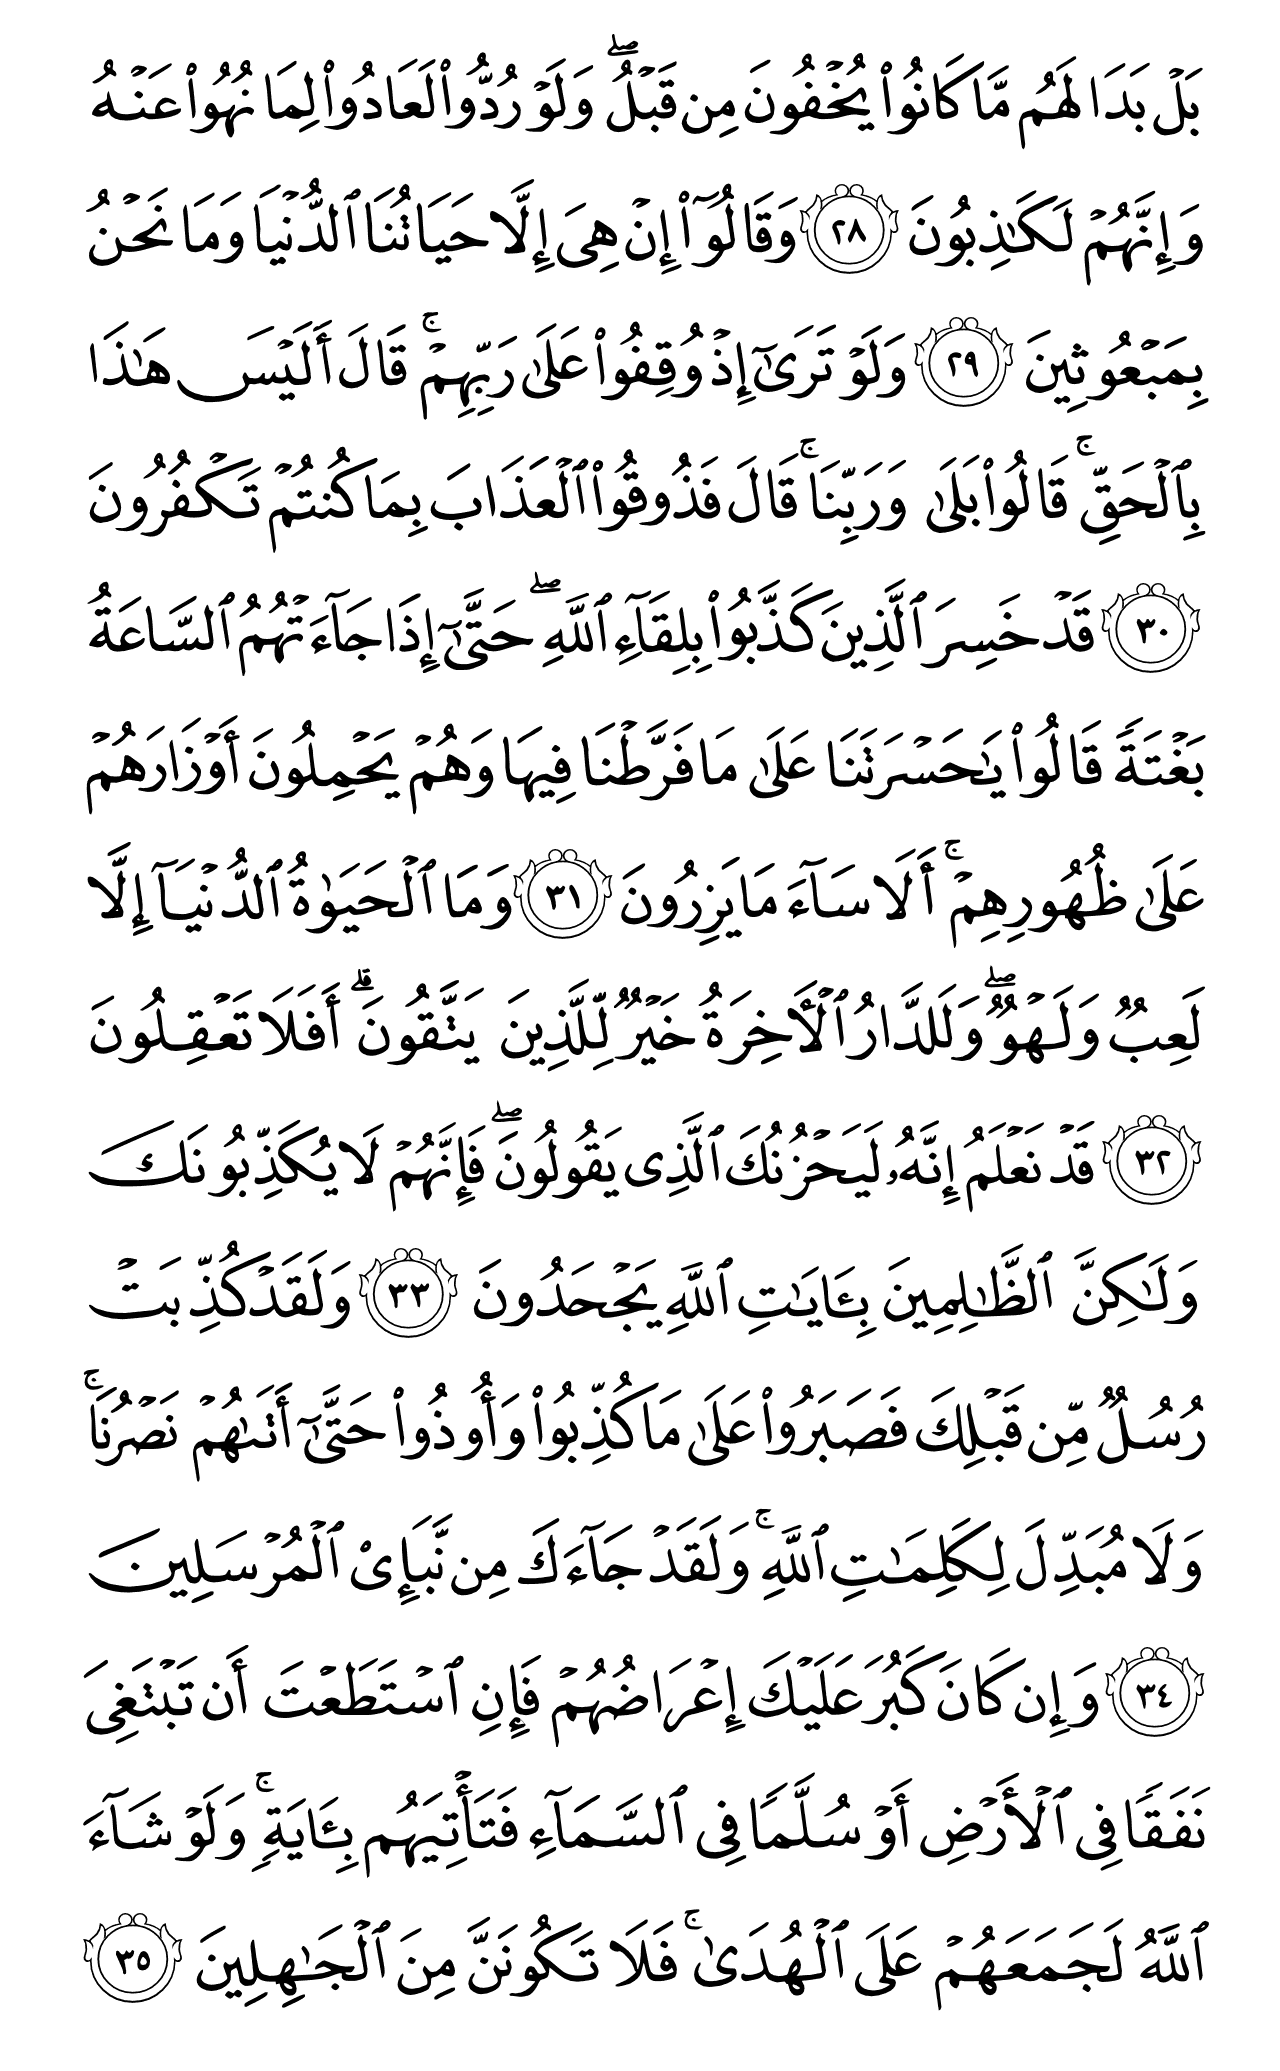 بَلْ بَدَا لَهُم مَّا كَانُوا۟ يُخْفُونَ مِن قَبْلُ ۖ وَلَوْ رُدُّوا۟ لَعَادُوا۟ لِمَا نُهُوا۟ عَنْهُ
وَإِنَّهُمْ لَكَـٰذِبُونَ ٢٨ وَقَالُوٓا۟ إِنْ هِىَ إِلَّا حَيَاتُنَا ٱلدُّنْيَا وَمَا نَحْنُ
بِمَبْعُوثِينَ ٢٩ وَلَوْ تَرَىٰٓ إِذْ وُقِفُوا۟ عَلَىٰ رَبِّهِمْ ۚ قَالَ أَلَيْسَ هَـٰذَا
بِٱلْحَقِّ ۚ قَالُوا۟ بَلَىٰ وَرَبِّنَا ۚ قَالَ فَذُوقُوا۟ ٱلْعَذَابَ بِمَا كُنتُمْ تَكْفُرُونَ
٣٠ قَدْ خَسِرَ ٱلَّذِينَ كَذَّبُوا۟ بِلِقَآءِ ٱللَّهِ ۖ حَتَّىٰٓ إِذَا جَآءَتْهُمُ ٱلسَّاعَةُ
بَغْتَةً قَالُوا۟ يَـٰحَسْرَتَنَا عَلَىٰ مَا فَرَّطْنَا فِيهَا وَهُمْ يَحْمِلُونَ أَوْزَارَهُمْ
عَلَىٰ ظُهُورِهِمْ ۚ أَلَا سَآءَ مَا يَزِرُونَ ٣١ وَمَا ٱلْحَيَوٰةُ ٱلدُّنْيَآ إِلَّا
لَعِبٌ وَلَهْوٌ ۖ وَلَلدَّارُ ٱلْـَٔاخِرَةُ خَيْرٌ لِّلَّذِينَ يَتَّقُونَ ۗ أَفَلَا تَعْقِلُونَ
٣٢ قَدْ نَعْلَمُ إِنَّهُۥ لَيَحْزُنُكَ ٱلَّذِى يَقُولُونَ ۖ فَإِنَّهُمْ لَا يُكَذِّبُونَكَ
وَلَـٰكِنَّ ٱلظَّـٰلِمِينَ بِـَٔايَـٰتِ ٱللَّهِ يَجْحَدُونَ ٣٣ وَلَقَدْ كُذِّبَتْ
رُسُلٌ مِّن قَبْلِكَ فَصَبَرُوا۟ عَلَىٰ مَا كُذِّبُوا۟ وَأُوذُوا۟ حَتَّىٰٓ أَتَىٰهُمْ نَصْرُنَا ۚ
وَلَا مُبَدِّلَ لِكَلِمَـٰتِ ٱللَّهِ ۚ وَلَقَدْ جَآءَكَ مِن نَّبَإِى۟ ٱلْمُرْسَلِينَ
٣٤ وَإِن كَانَ كَبُرَ عَلَيْكَ إِعْرَاضُهُمْ فَإِنِ ٱسْتَطَعْتَ أَن تَبْتَغِىَ
نَفَقًا فِى ٱلْأَرْضِ أَوْ سُلَّمًا فِى ٱلسَّمَآءِ فَتَأْتِيَهُم بِـَٔايَةٍ ۚ وَلَوْ شَآءَ
ٱللَّهُ لَجَمَعَهُمْ عَلَى ٱلْهُدَىٰ ۚ فَلَا تَكُونَنَّ مِنَ ٱلْجَـٰهِلِينَ ٣٥